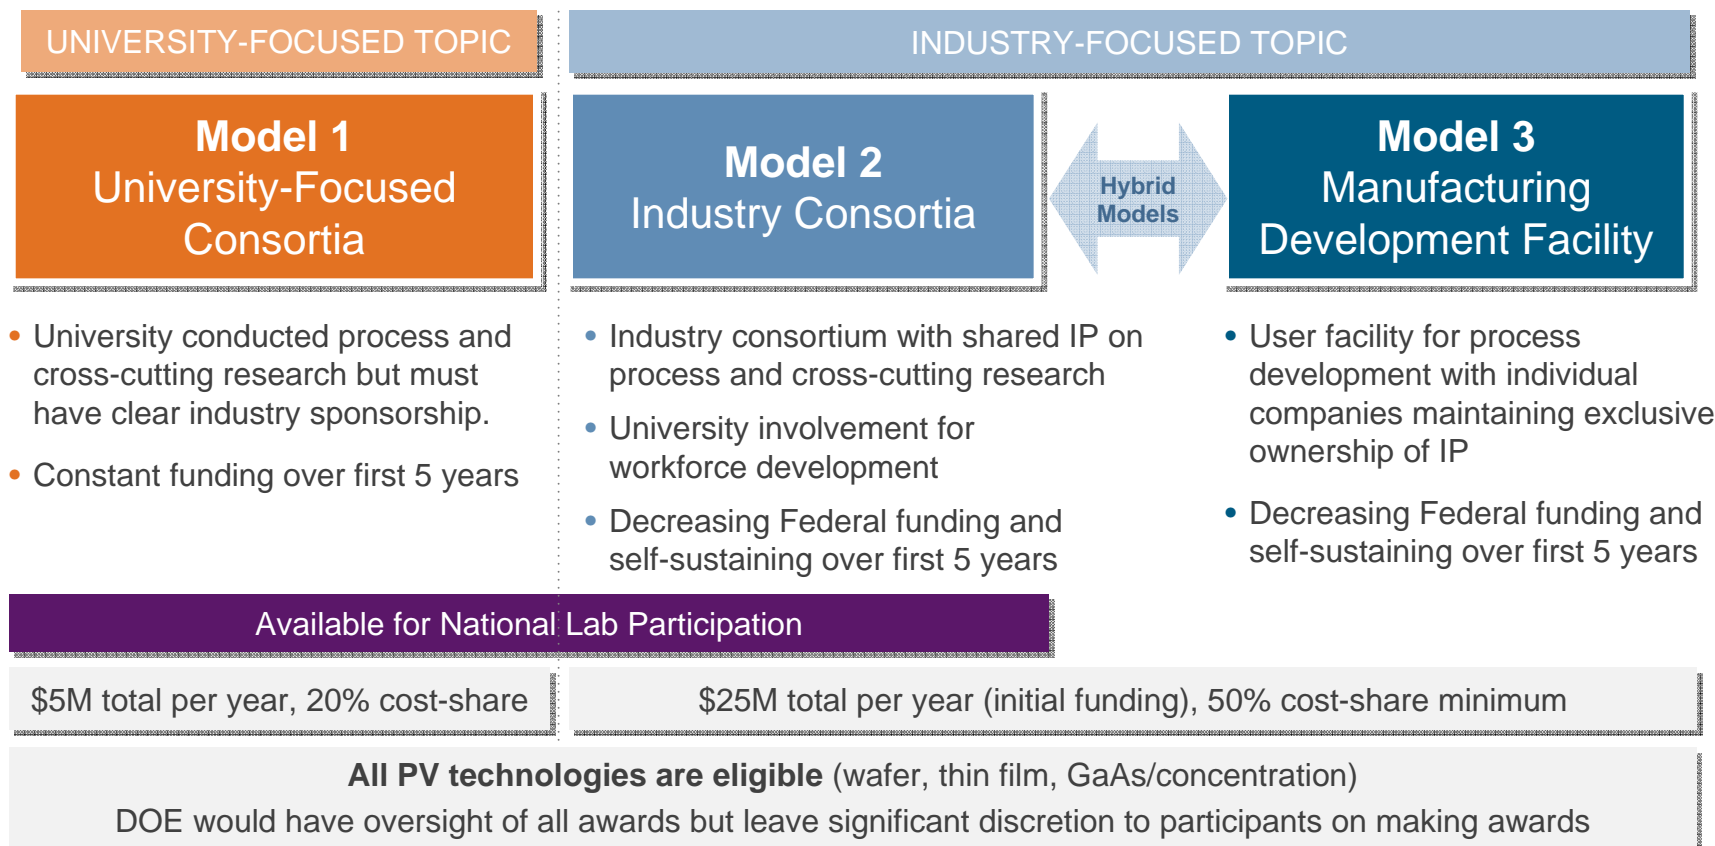 UNIVERSITY-FOCUSED TOPIC
INDUSTRY-FOCUSED TOPIC
Model 1
University-Focused
Consortia
Model 2
Industry Consortia
Hybrid
Models
Model 3
Manufacturing
Development Facility
• University conducted process and
cross-cutting research but must
have clear industry sponsorship.
• Constant funding over first 5 years
• Industry consortium with shared IP on
process and cross-cutting research
• University involvement for
workforce development
• Decreasing Federal funding and
self-sustaining over first 5 years
• User facility for process
development with individual
companies maintaining exclusive
ownership of IP
• Decreasing Federal funding and
self-sustaining over first 5 years
Available for National Lab Participation
$5M total per year, 20% cost-share
$25M total per year (initial funding), 50% cost-share minimum
All PV technologies are eligible (wafer, thin film, GaAs/concentration)
DOE would have oversight of all awards but leave significant discretion to participants on making awards